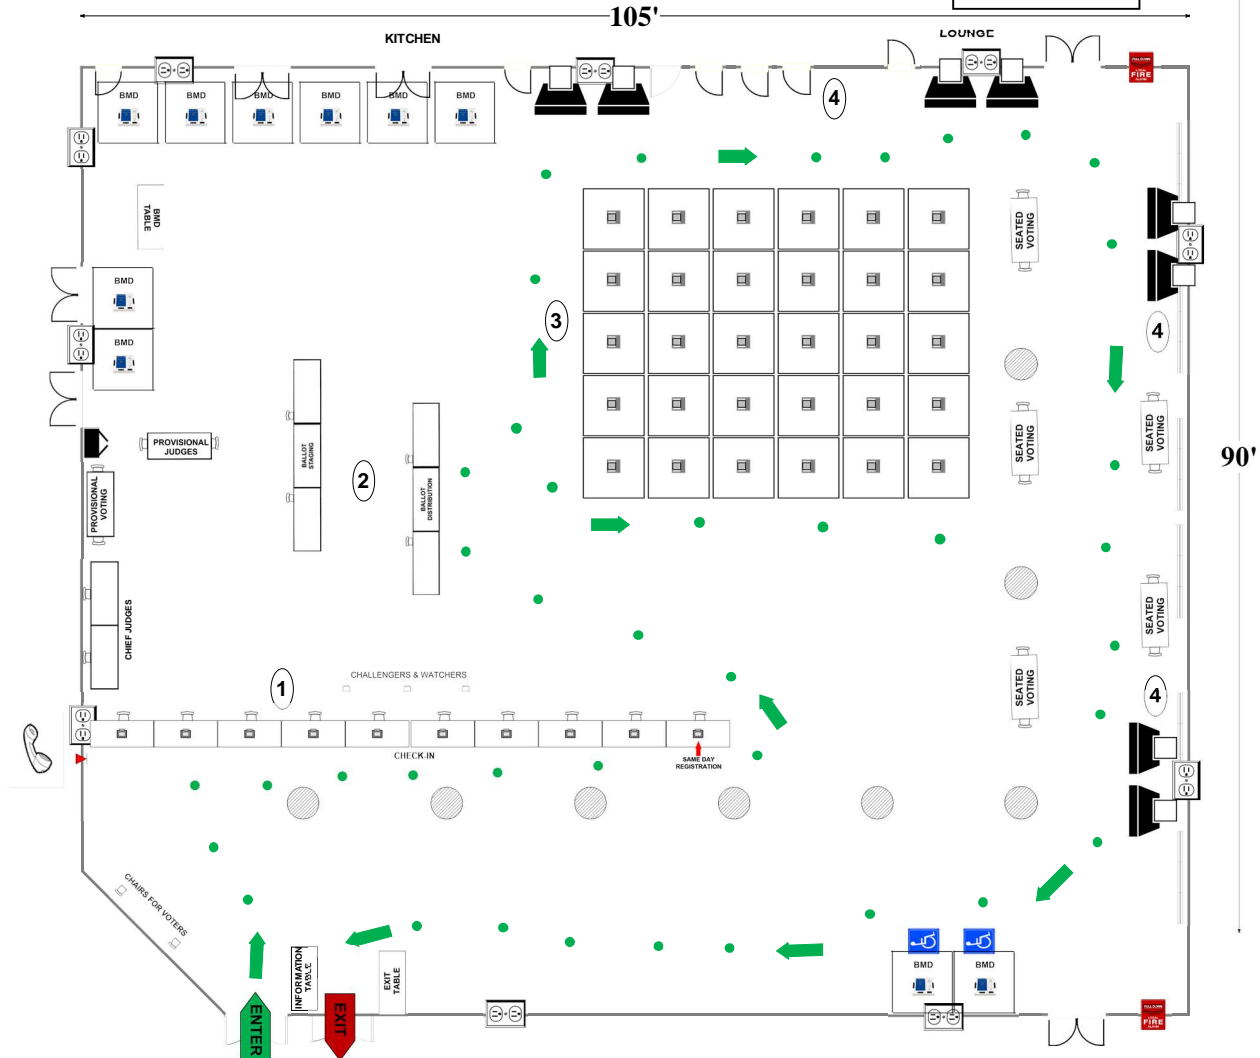 105'
KITCHEN
LOUNGE
FIRE
4
BMD
BMD
BMD
BMD
BMD
BMD
BMD
TABLE
SEATED
VOTING
BMD
3
4
BMD
SEATED
VOTING
SEATED
VOTING
PROVISIONAL
JUDGES
BALLOT
STAGING
2
BALLOT
DISTRIBUTION
90'
PROVISIONAL
VOTING
SEATED
VOTING
CHIEF JUDGES
CHALLENGERS & WATCHERS
1
SEATED
VOTING
4
CHECK-IN
SAME DAY
REGISTRATION
CHAIRS FOR VOTERS
INFORMATION
TABLE
EXIT
TABLE
BMD
BMD
ENTER
EXIT
FIRE